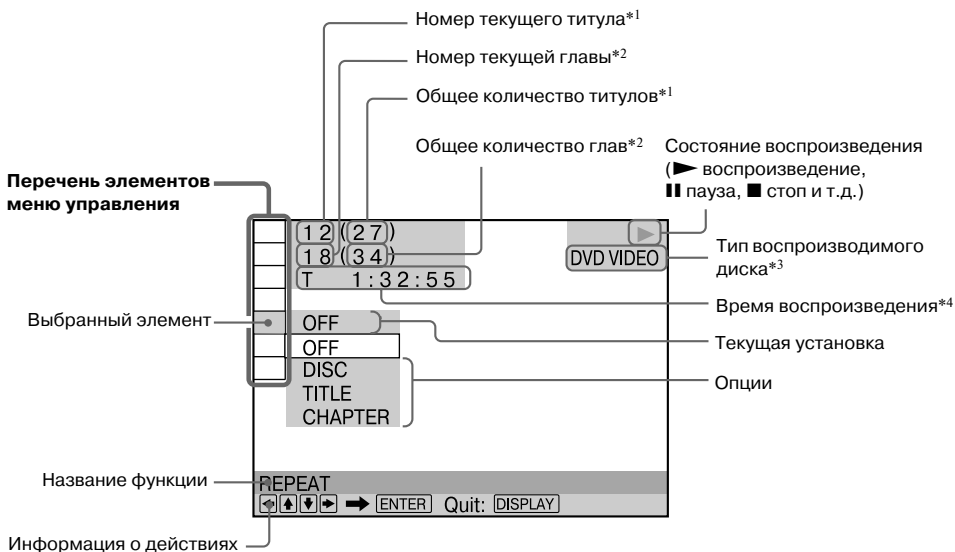 Номер текущего титула*1
Номер текущей главы*2
Общее количество титулов*1
Общее количество глав*2
Состояние воспроизведения
(► воспроизведение,
▮▮ пауза, ■ стоп и т.д.)
Перечень элементов
меню управления
12(27)
18(34)
T 1:32:55
►
DVD VIDEO
Тип воспроизводимого
диска*3
Время воспроизведения*4
Выбранный элемент
OFF
Текущая установка
OFF
DISC
TITLE
CHAPTER
Опции
Название функции
REPEAT
←↑↓→ ➡ ENTER Quit: DISPLAY
Информация о действиях